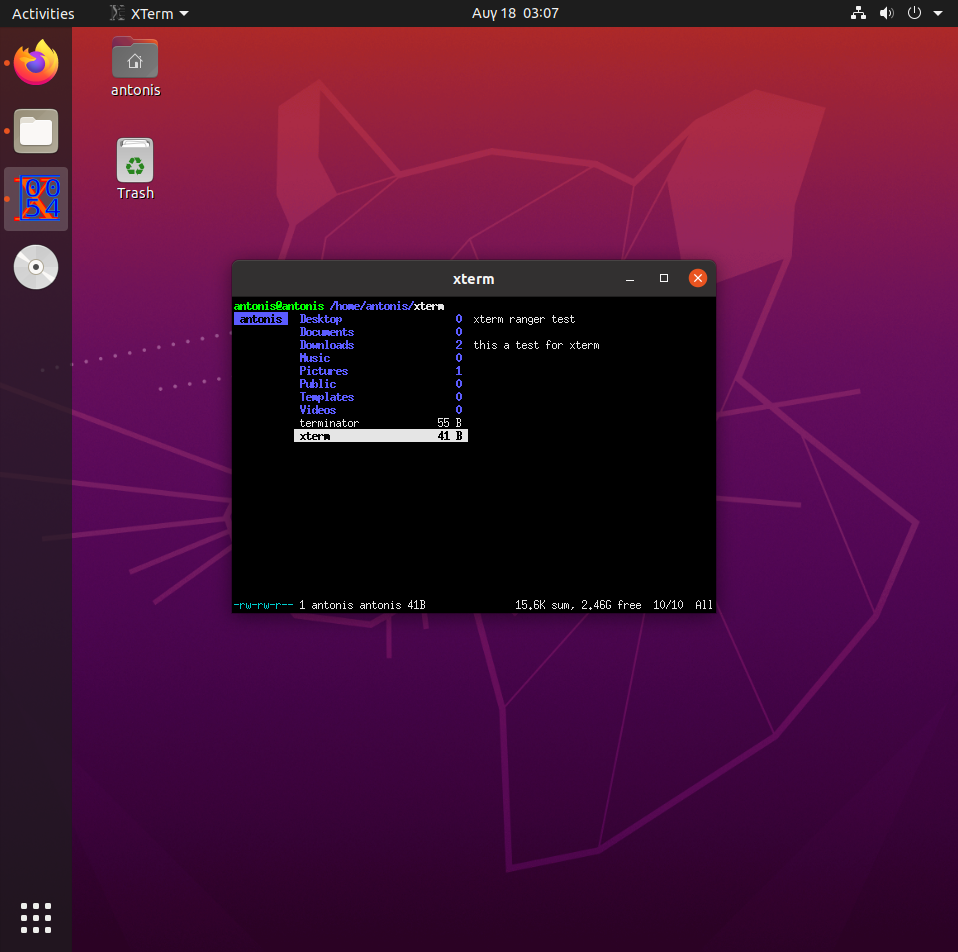 Activities XTerm Αυγ 18 03:07
antonis
Trash
00
54
xterm
antonis@antonis /home/antonis/xterm
antonis Desktop 0 xterm ranger test
Documents 0
Downloads 2 this a test for xterm
Music 0
Pictures 1
Public 0
Templates 0
Videos 0
terminator 55 B
xterm 41 B
-rw-rw-r-- 1 antonis antonis 41B 15.6K sum, 2.46G free 10/10 All